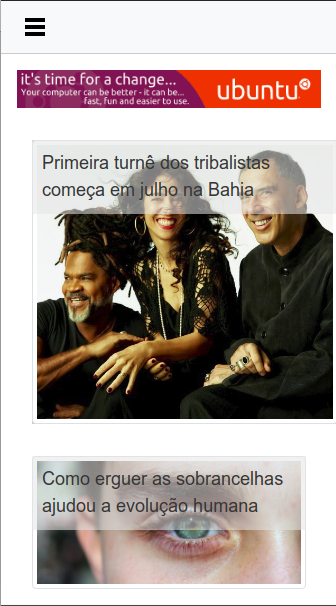 it's time for a change...
Your computer can be better - it can be...
fast, fun and easier to use.
ubuntu
Primeira turnê dos tribalistas
começa em julho na Bahia
Como erguer as sobrancelhas
ajudou a evolução humana